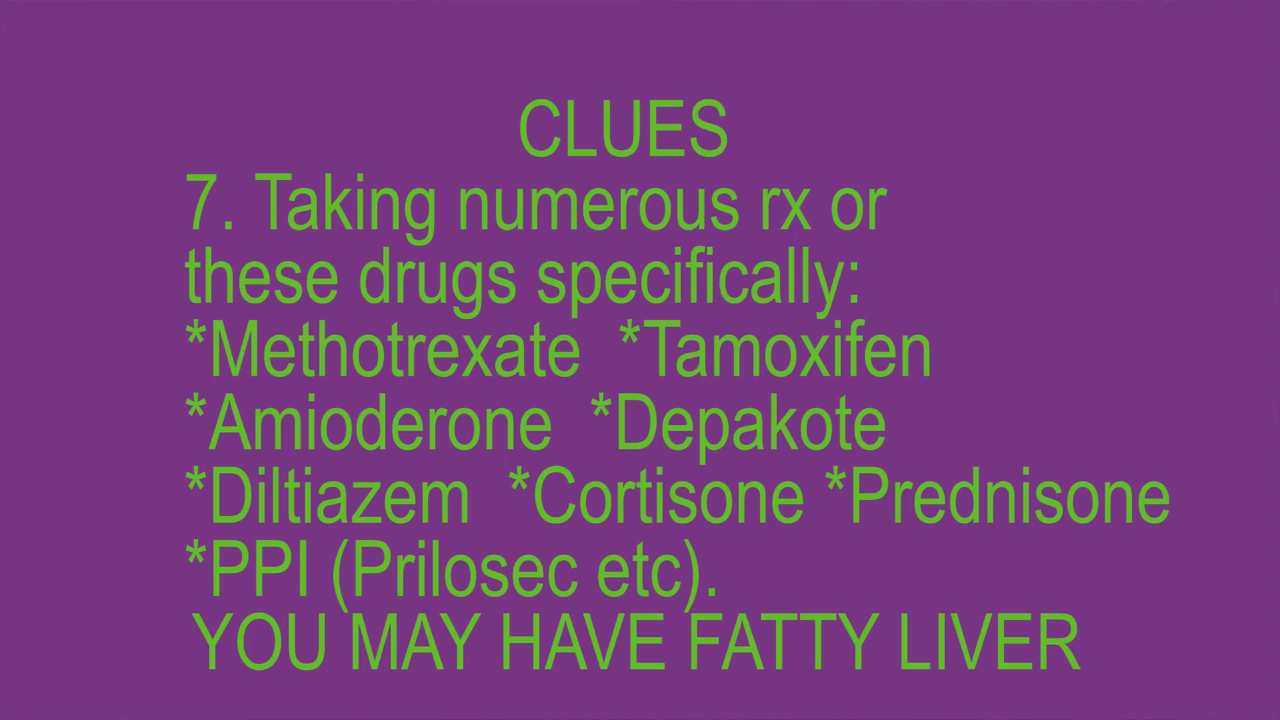 CLUES
7. Taking numerous rx or
these drugs specifically:
*Methotrexate *Tamoxifen
*Amioderone *Depakote
*Diltiazem *Cortisone *Prednisone
*PPI (Prilosec etc).
YOU MAY HAVE FATTY LIVER